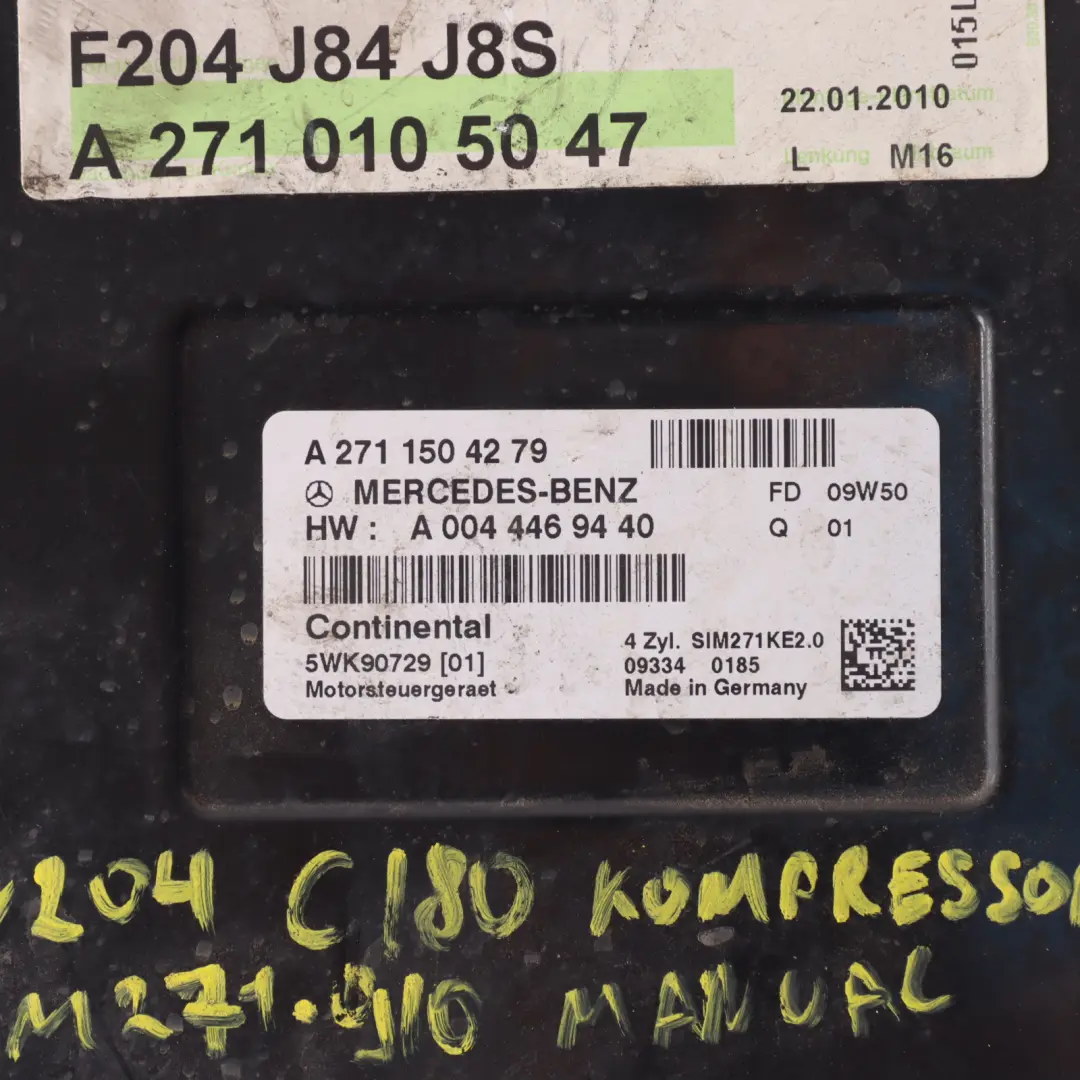 F204 J84 J8S
A 271 010 50 47
22.01.2010
L M16
015L
A 271 150 42 79
MERCEDES-BENZ
FD 09W50
HW : A 004 446 94 40
Q 01
Continental
5WK90729 [01]
Motorsteuergeraet
4 Zyl. SIM271KE2.0
09334 0185
Made in Germany
204 C180 KOMPRESSOR
M271.910 MANUAL